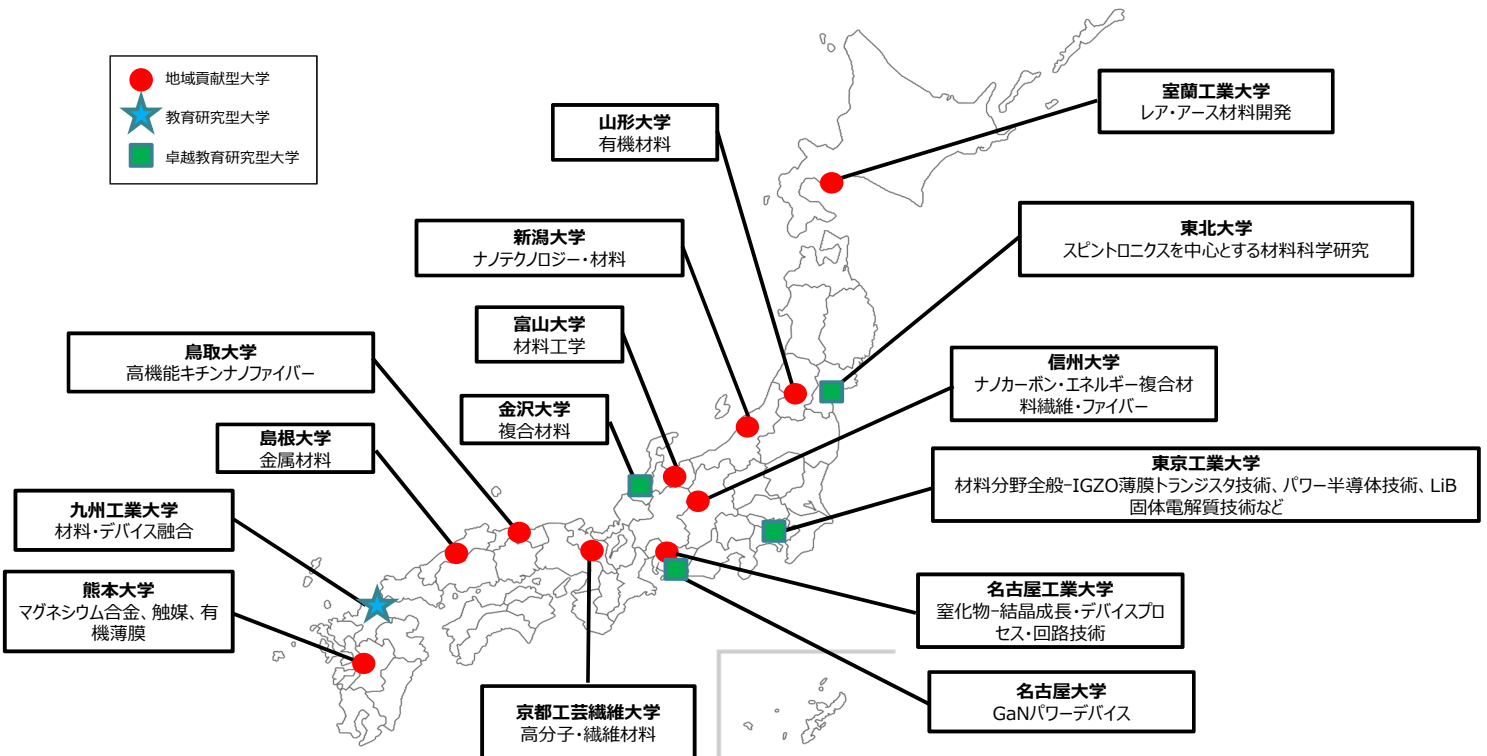 地域貢献型大学
教育研究型大学
卓越教育研究型大学
室蘭工業大学
レア・アース材料開発
山形大学
有機材料
東北大学
スピントロニクスを中心とする材料科学研究
新潟大学
ナノテクノロジー・材料
富山大学
材料工学
鳥取大学
高機能キチンナノファイバー
信州大学
ナノカーボン・エネルギー複合材
料繊維・ファイバー
金沢大学
複合材料
島根大学
金属材料
東京工業大学
材料分野全般-IGZO薄膜トランジスタ技術、パワー半導体技術、LiB
固体電解質技術など
九州工業大学
材料・デバイス融合
熊本大学
マグネシウム合金、触媒、有
機薄膜
名古屋工業大学
窒化物-結晶成長・デバイスプロ
セス・回路技術
京都工芸繊維大学
高分子・繊維材料
名古屋大学
GaNパワーデバイス